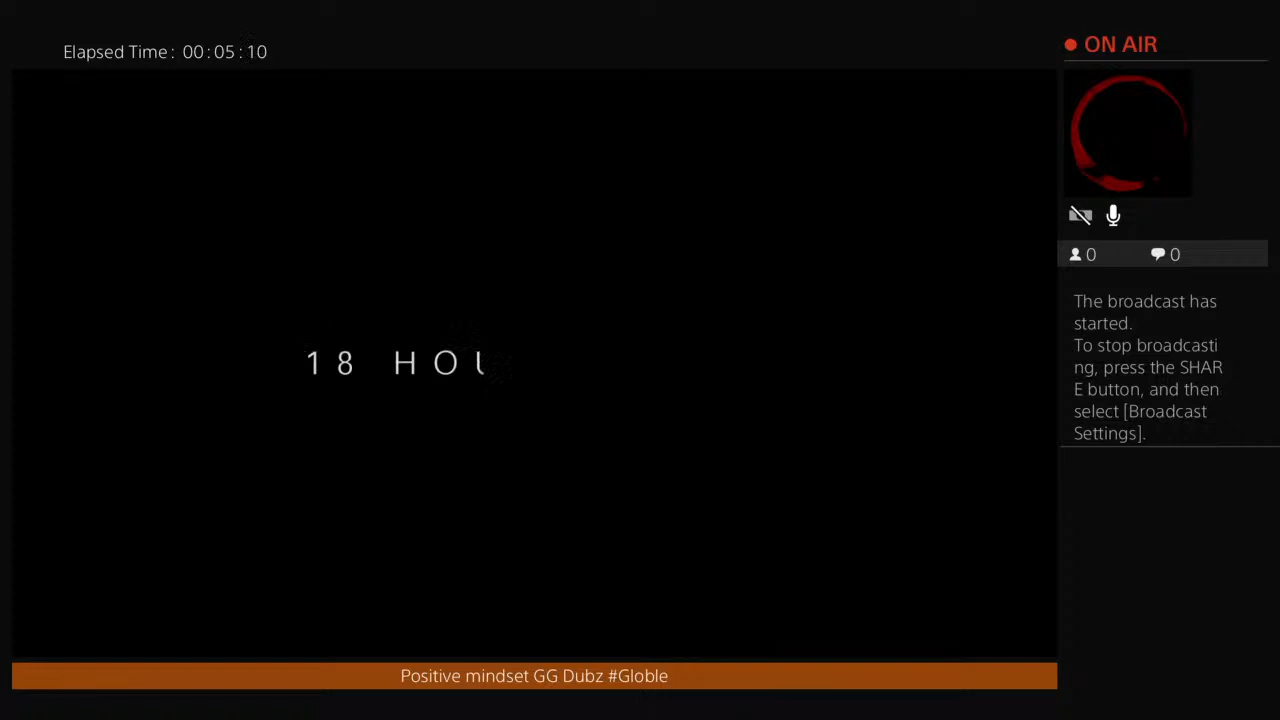 Elapsed Time: 00:05:10
ON AIR
0 0
The broadcast has
started.
To stop broadcasti
ng, press the SHAR
E button, and then
select [Broadcast
Settings].
18
Positive mindset GG Dubz #Globle